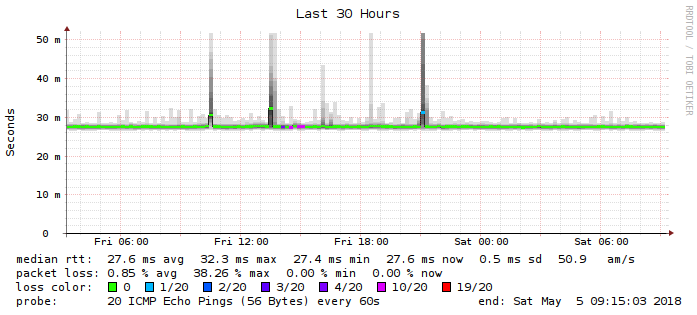 Last 30 Hours
RRDTOOL / TOBI OETIKER
Seconds
50 m
40 m
30 m
20 m
10 m
0
Fri 06:00 Fri 12:00 Fri 18:00 Sat 00:00 Sat 06:00
median rtt: 27.6 ms avg 32.3 ms max 27.4 ms min 27.6 ms now 0.5 ms sd 50.9 am/s
packet loss: 0.85 % avg 38.26 % max 0.00 % min 0.00 % now
loss color: 0 1/20 2/20 3/20 4/20 10/20 19/20
probe: 20 ICMP Echo Pings (56 Bytes) every 60s end: Sat May 5 09:15:03 2018